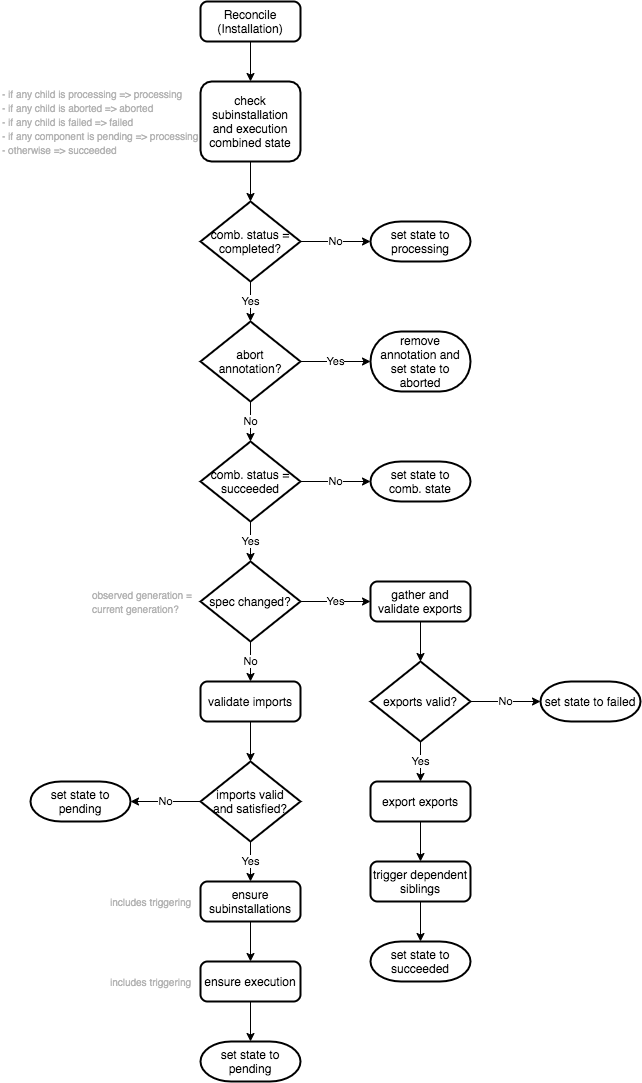 Reconcile
(Installation)
- if any child is processing => processing
- if any child is aborted => aborted
- if any child is failed => failed
- if any component is pending => processing
- otherwise => succeeded
check
subinstallation
and execution
combined state
comb. status =
completed?
No
set state to
processing
Yes
abort
annotation?
Yes
remove
annotation and
set state to
aborted
No
comb. status =
succeeded
No
set state to
comb. state
Yes
observed generation =
current generation?
spec changed?
Yes
gather and
validate exports
No
validate imports
exports valid?
No
set state to failed
Yes
set state to
pending
No
imports valid
and satisfied?
export exports
Yes
trigger dependent
siblings
includes triggering
ensure
subinstallations
set state to
succeeded
includes triggering
ensure execution
set state to
pending